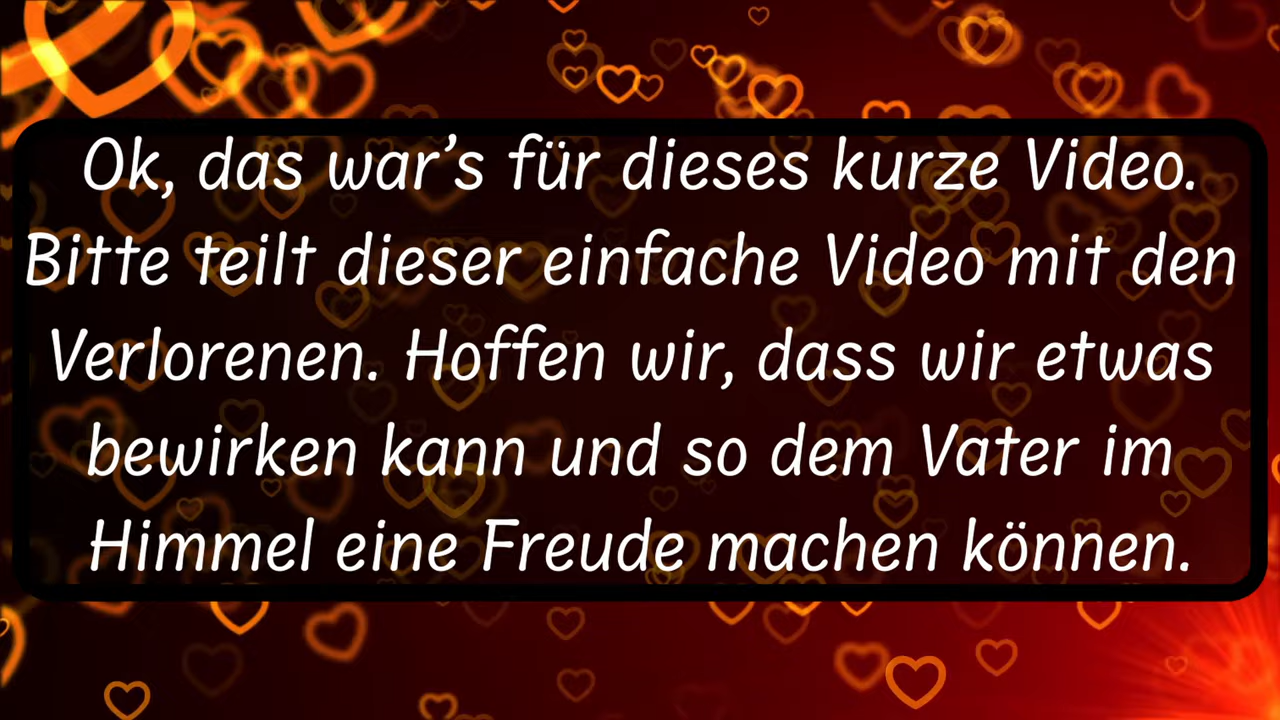 Ok, das war’s für dieses kurze Video.
Bitte teilt dieser einfache Video mit den
Verlorenen. Hoffen wir, dass wir etwas
bewirken kann und so dem Vater im
Himmel eine Freude machen können.